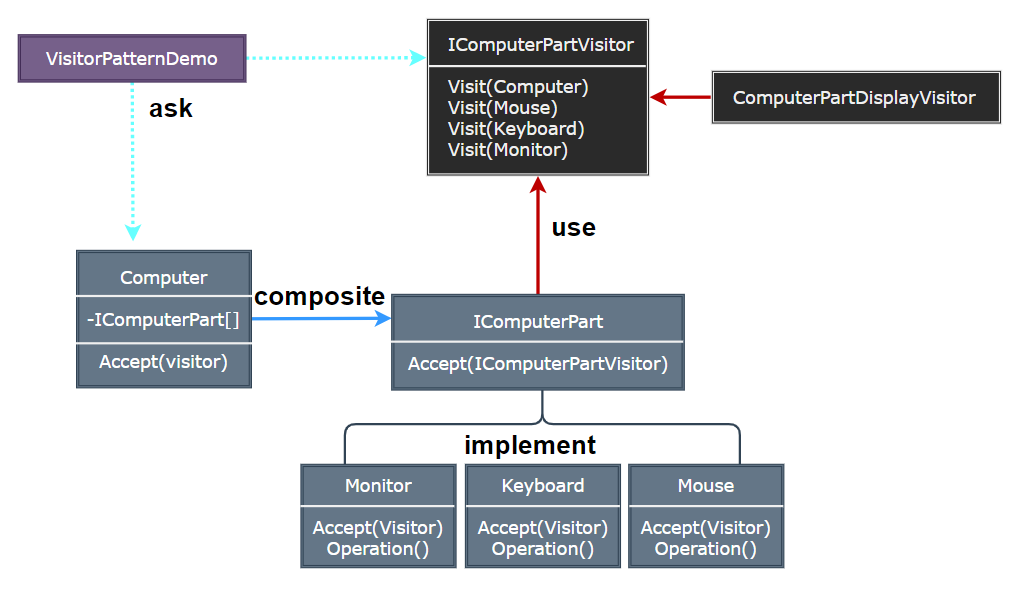 VisitorPatternDemo
ask
IComputerPartVisitor
Visit(Computer)
Visit(Mouse)
Visit(Keyboard)
Visit(Monitor)
ComputerPartDisplayVisitor
use
Computer
-IComputerPart[]
Accept(visitor)
composite
IComputerPart
Accept(IComputerPartVisitor)
implement
Monitor
Accept(Visitor)
Operation()
Keyboard
Accept(Visitor)
Operation()
Mouse
Accept(Visitor)
Operation()